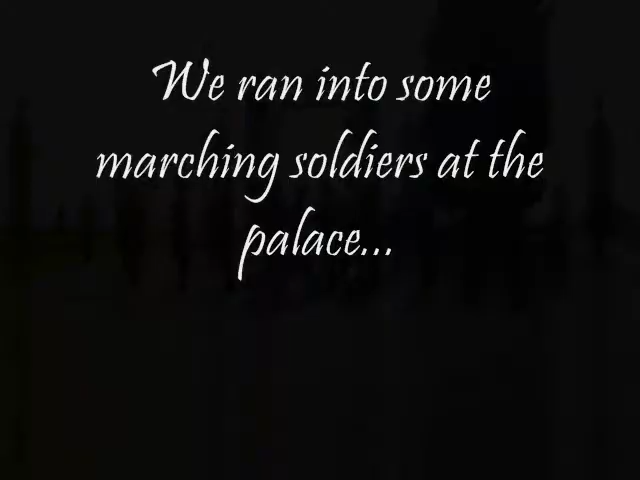 We ran into some
marching soldiers at the
palace...